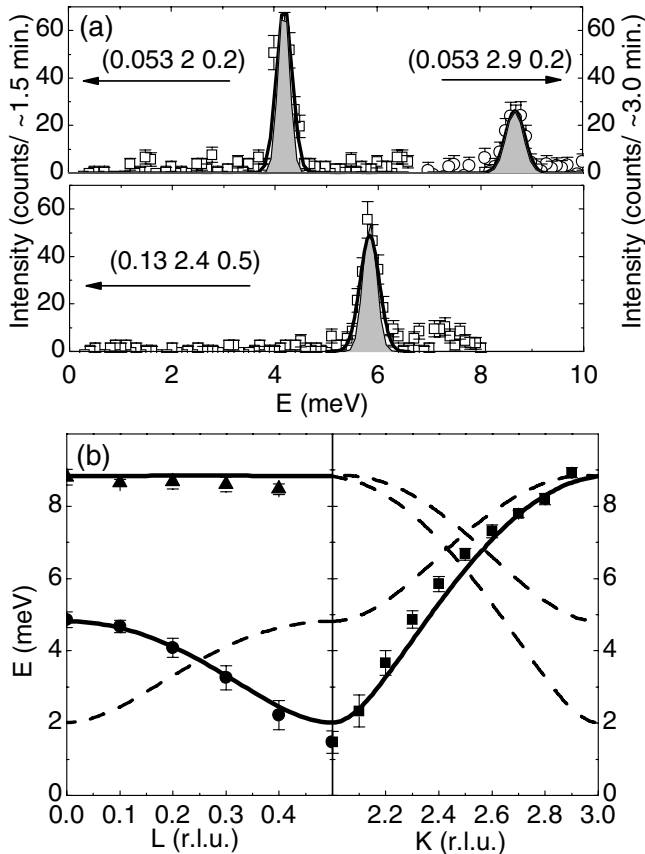 (a)
60
40
20
0
Intensity (counts/ ~1.5 min.)
(0.053 2 0.2)
(0.053 2.9 0.2)
60
40
20
0
Intensity (counts/ ~3.0 min.)
60
40
20
0
(0.13 2.4 0.5)
0 2 4 6 8 10
E (meV)
(b)
8
6
4
2
0
E (meV)
8
6
4
2
0
0.0 0.1 0.2 0.3 0.4 2.2 2.4 2.6 2.8 3.0
L (r.l.u.) K (r.l.u.)